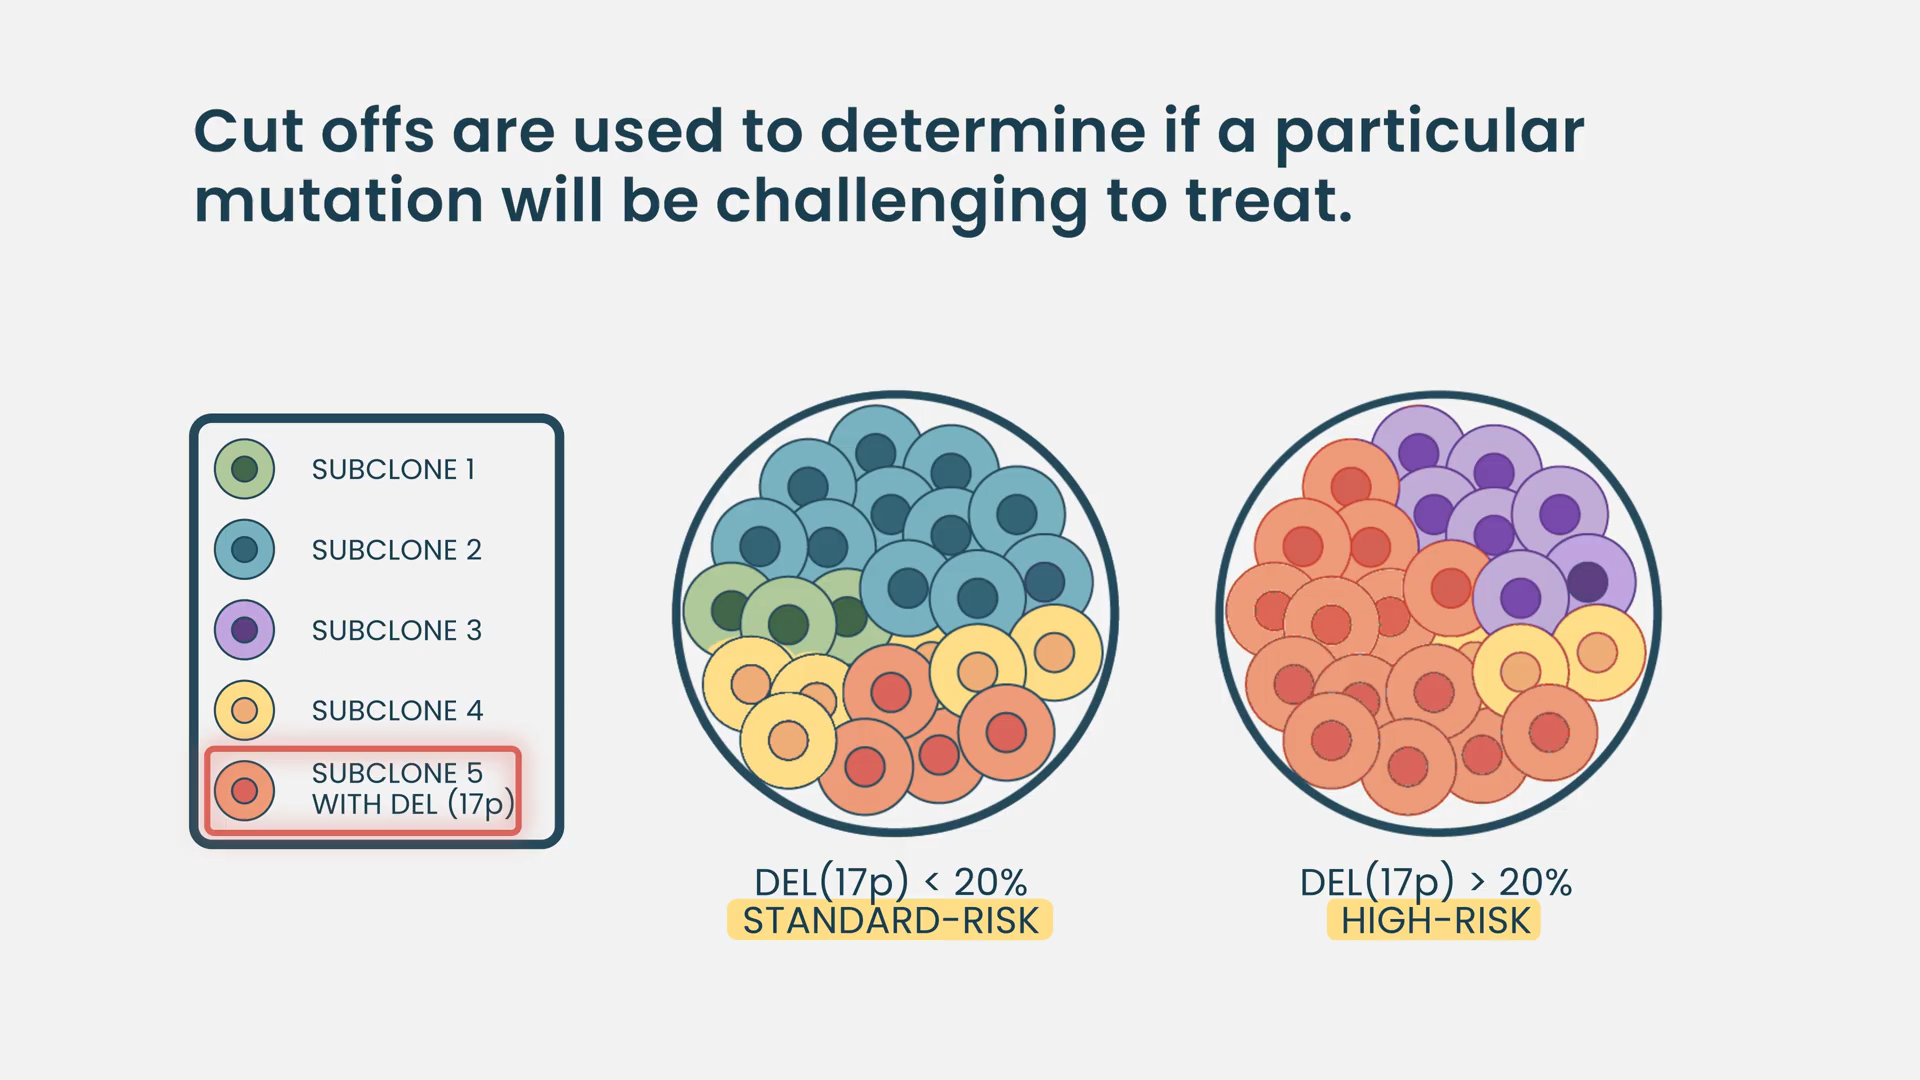 Cut offs are used to determine if a particular
mutation will be challenging to treat.
SUBCLONE 1
SUBCLONE 2
SUBCLONE 3
SUBCLONE 4
SUBCLONE 5
WITH DEL (17p)
DEL(17p) < 20%
STANDARD-RISK
DEL(17p) > 20%
HIGH-RISK